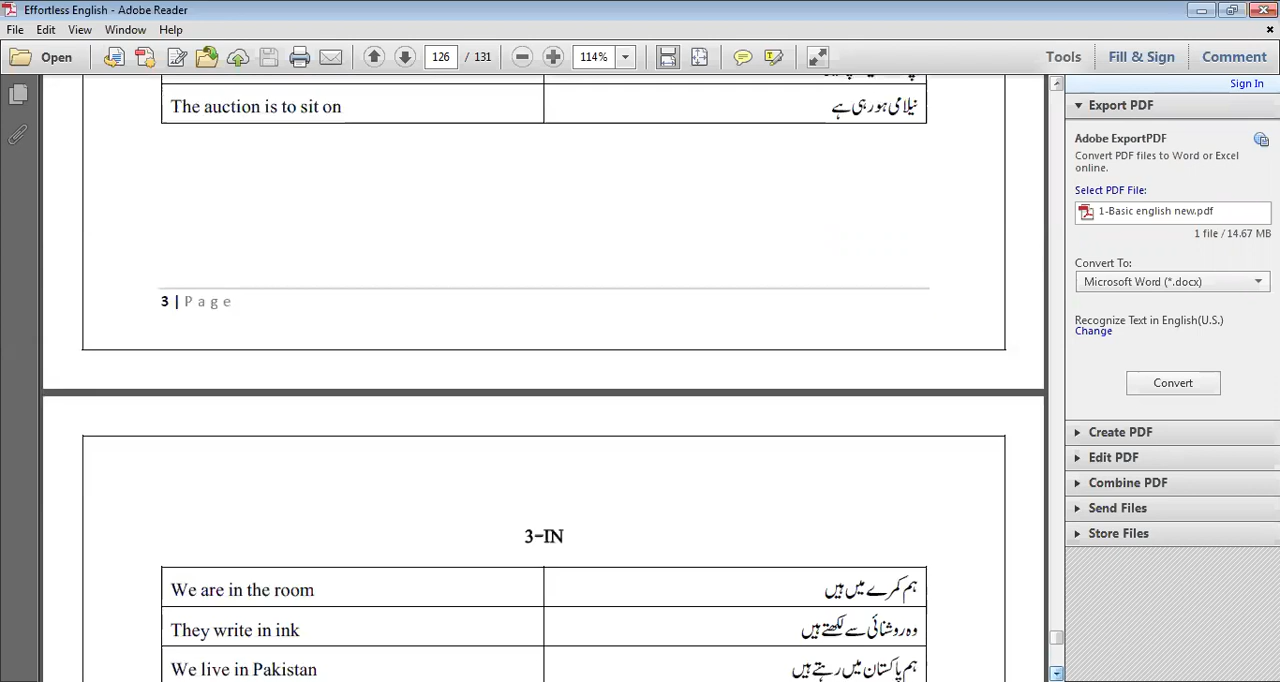 Effortless English - Adobe Reader
File Edit View Window Help
Open 126 / 131 114% Tools Fill & Sign Comment
Sign In
The auction is to sit on نیلامی ہو رہی ہے
3 | Page
3-IN
We are in the room ہم کمرے میں ہیں
They write in ink وہ روشنائی سے لکھتے ہیں
We live in Pakistan ہم پاکستان میں رہتے ہیں
Export PDF
Adobe ExportPDF
Convert PDF files to Word or Excel
online.
Select PDF File:
1-Basic english new.pdf
1 file / 14.67 MB
Convert To:
Microsoft Word (*.docx)
Recognize Text in English(U.S.)
Change
Convert
Create PDF
Edit PDF
Combine PDF
Send Files
Store Files